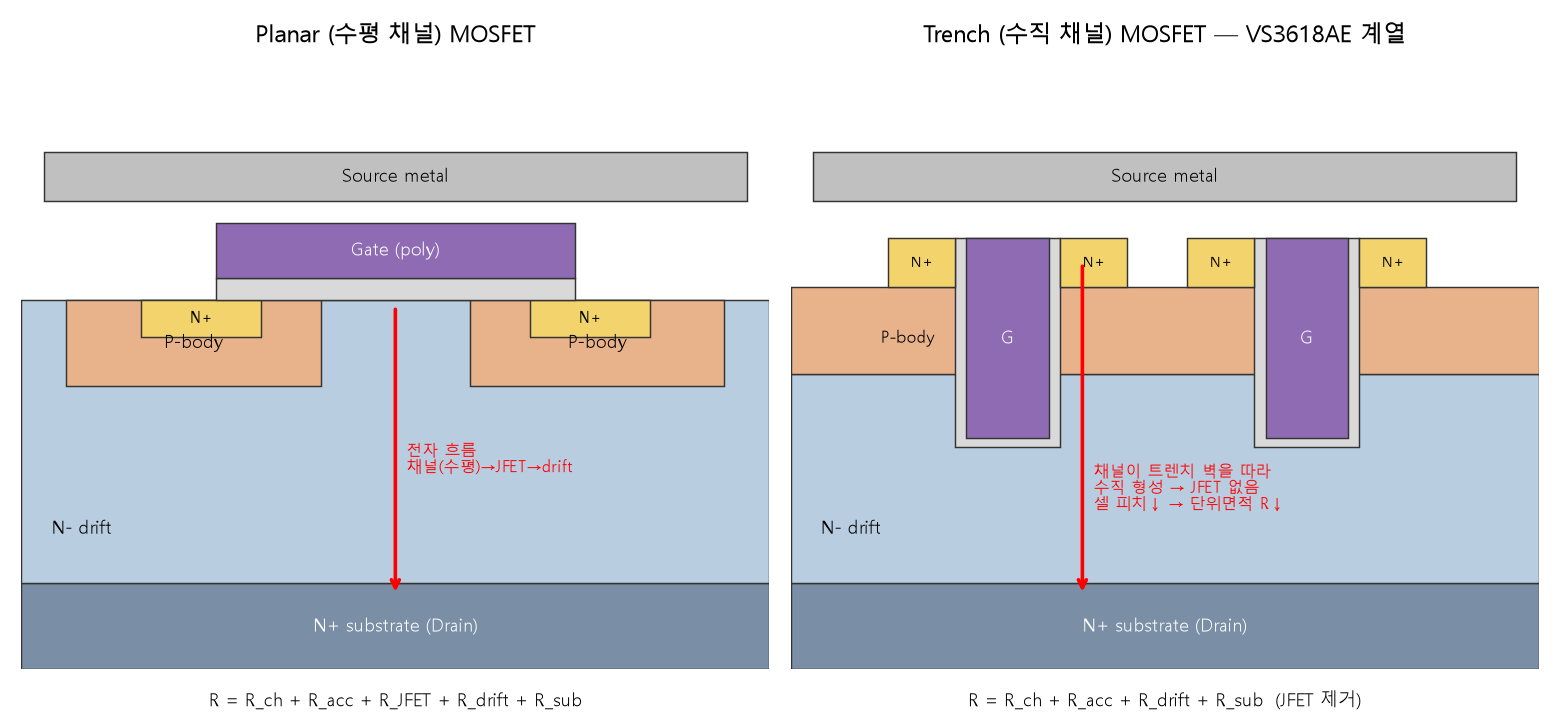 Planar (수평 채널) MOSFET
Source metal
Gate (poly)
N+
N+
P-body
P-body
전자 흐름
채널(수평)→JFET→drift
N- drift
N+ substrate (Drain)
R = R_ch + R_acc + R_JFET + R_drift + R_sub
Trench (수직 채널) MOSFET — VS3618AE 계열
Source metal
N+
N+
N+
N+
P-body
G
G
채널이 트렌치 벽을 따라
수직 형성 → JFET 없음
셀 피치↓ → 단위면적 R↓
N- drift
N+ substrate (Drain)
R = R_ch + R_acc + R_drift + R_sub (JFET 제거)